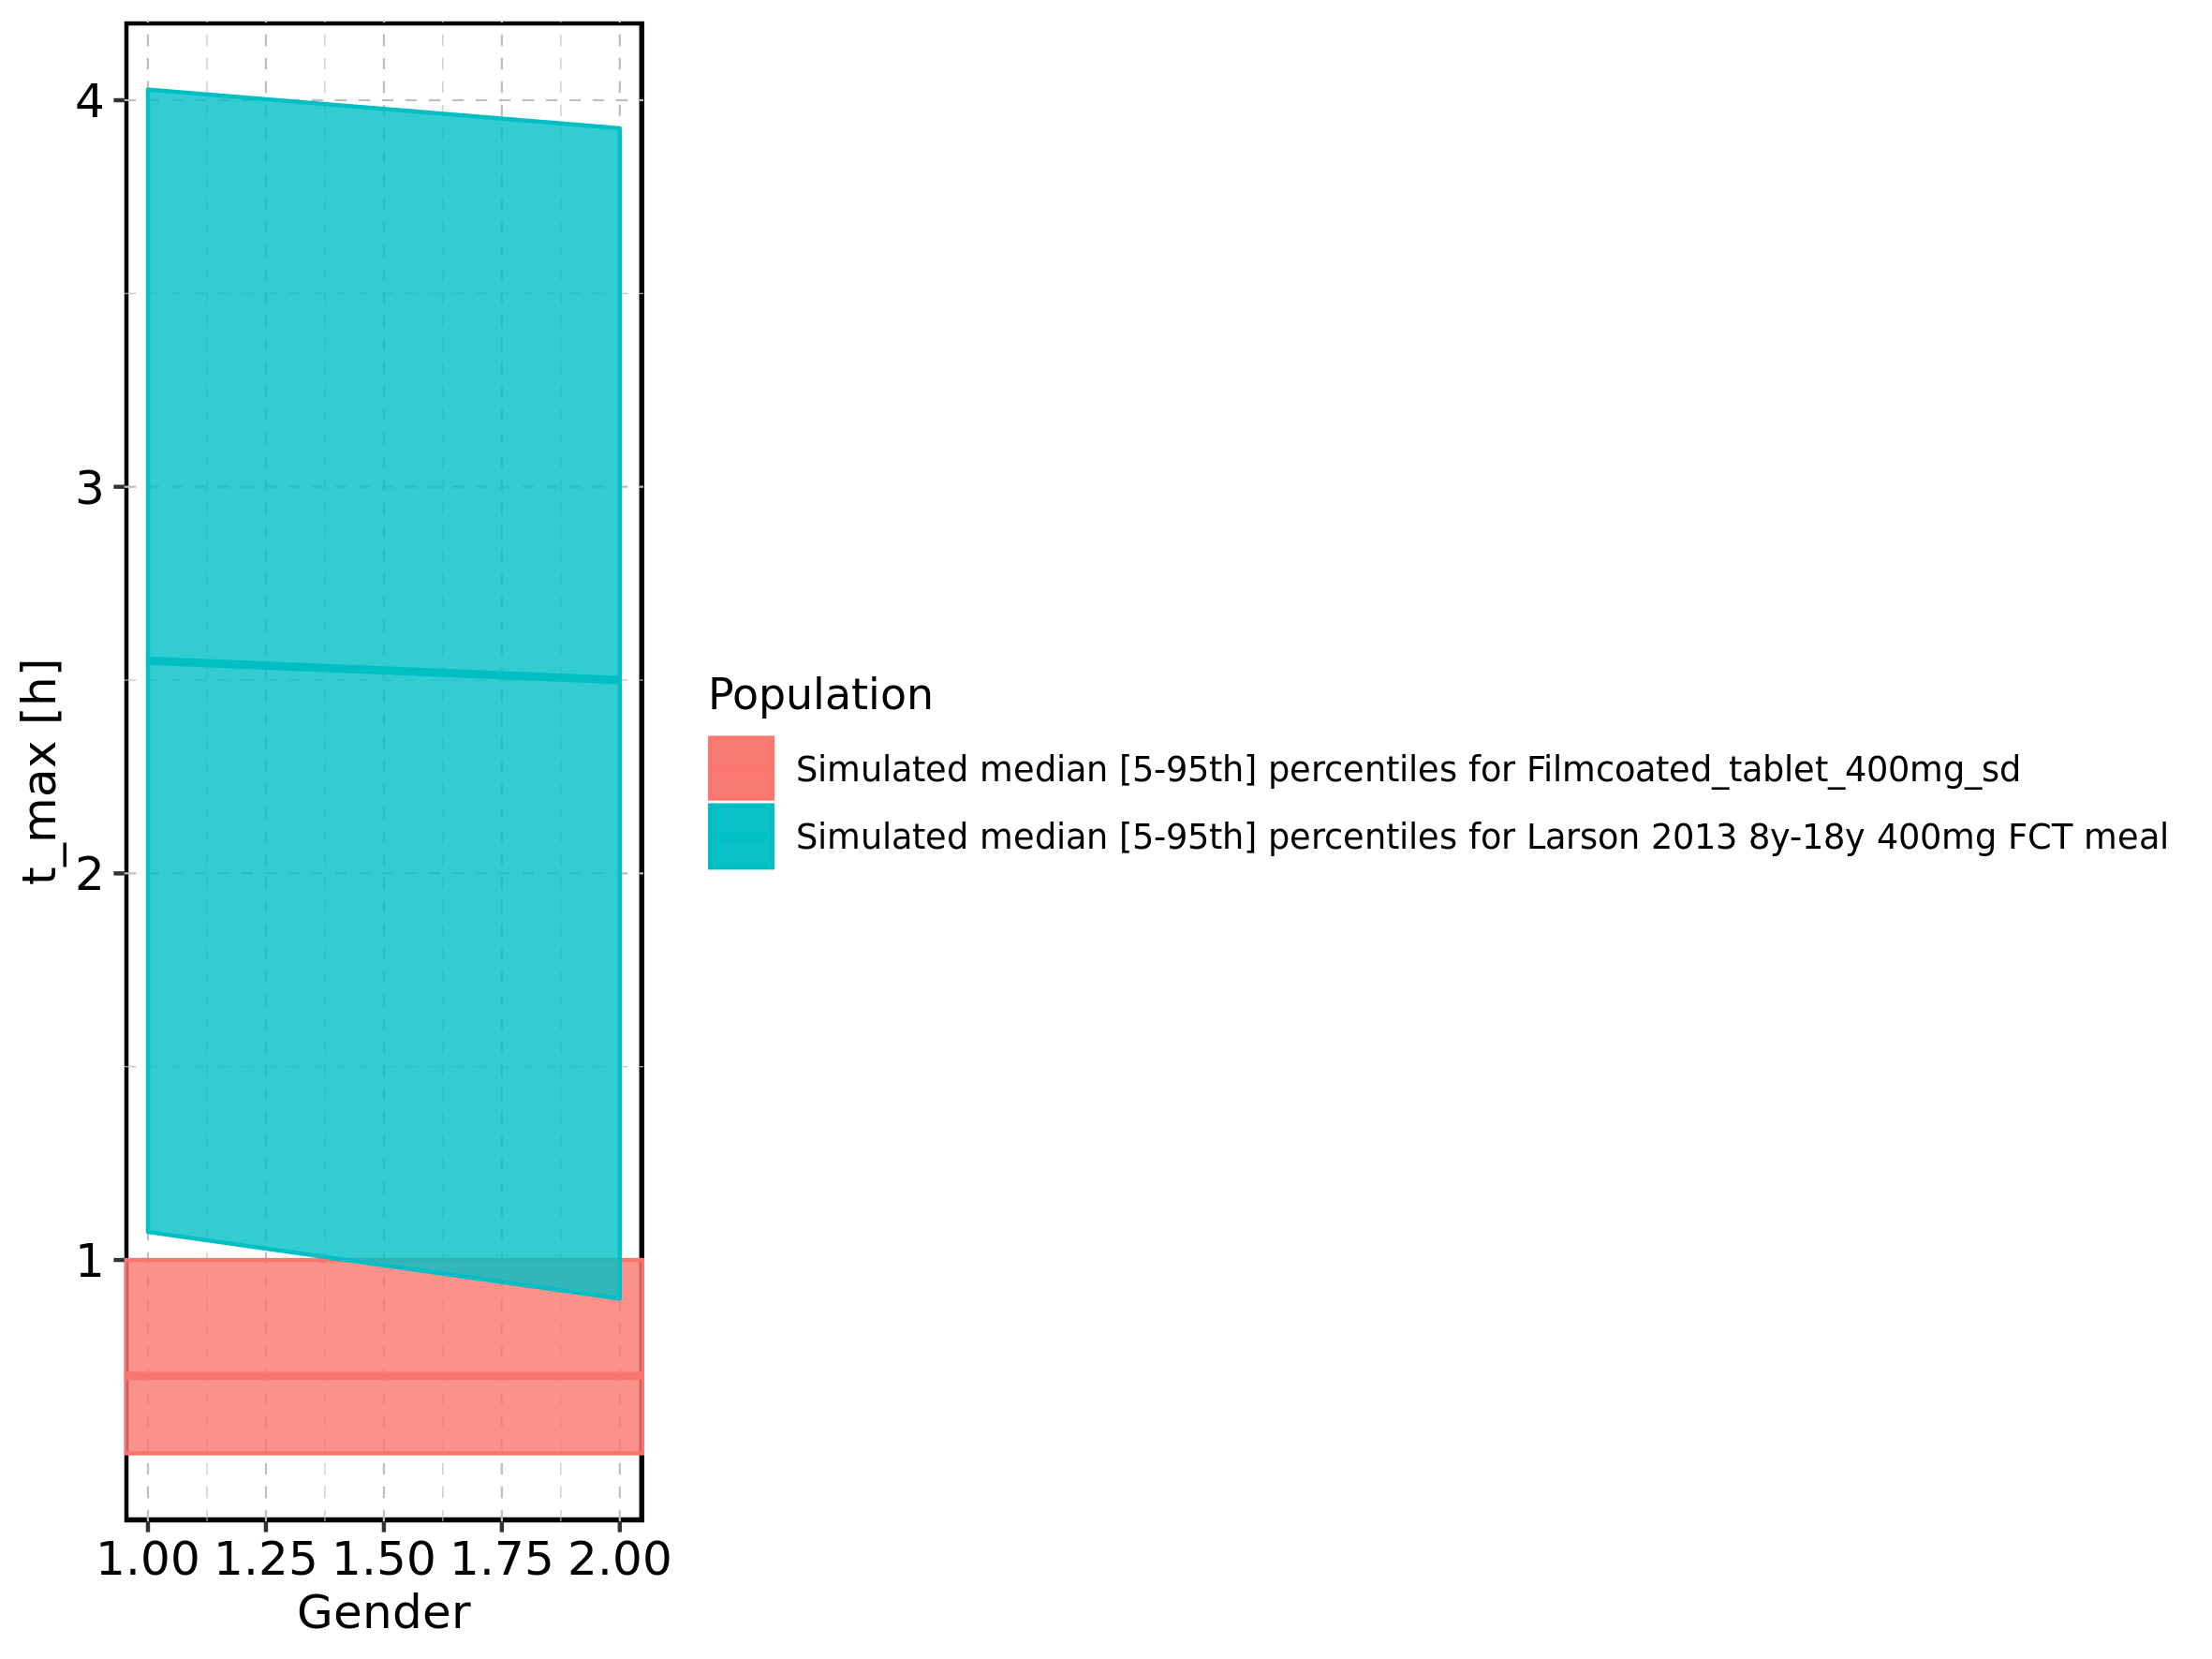 t_max [h]
4
3
2
1
1.00 1.25 1.50 1.75 2.00
Gender
Population
Simulated median [5-95th] percentiles for Filmcoated_tablet_400mg_sd
Simulated median [5-95th] percentiles for Larson 2013 8y-18y 400mg FCT meal